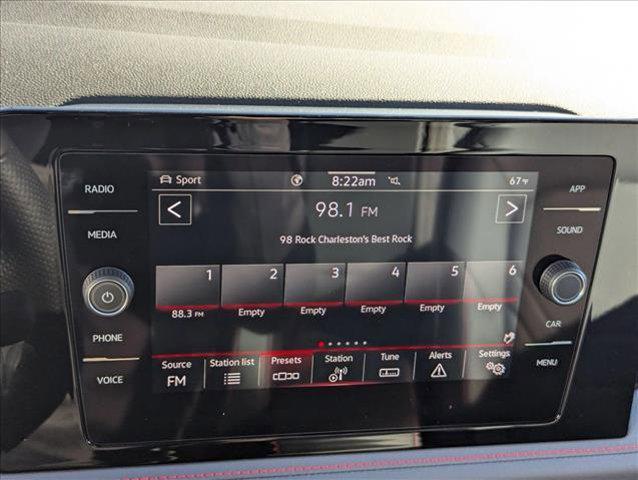 RADIO
MEDIA
PHONE
VOICE
Sport 8:22am 67°F
98.1 FM
98 Rock Charleston's Best Rock
1 2 3 4 5 6
88.3 FM Empty Empty Empty Empty Empty
Source Station list Presets Station Tune Alerts Settings
FM
APP
SOUND
CAR
MENU